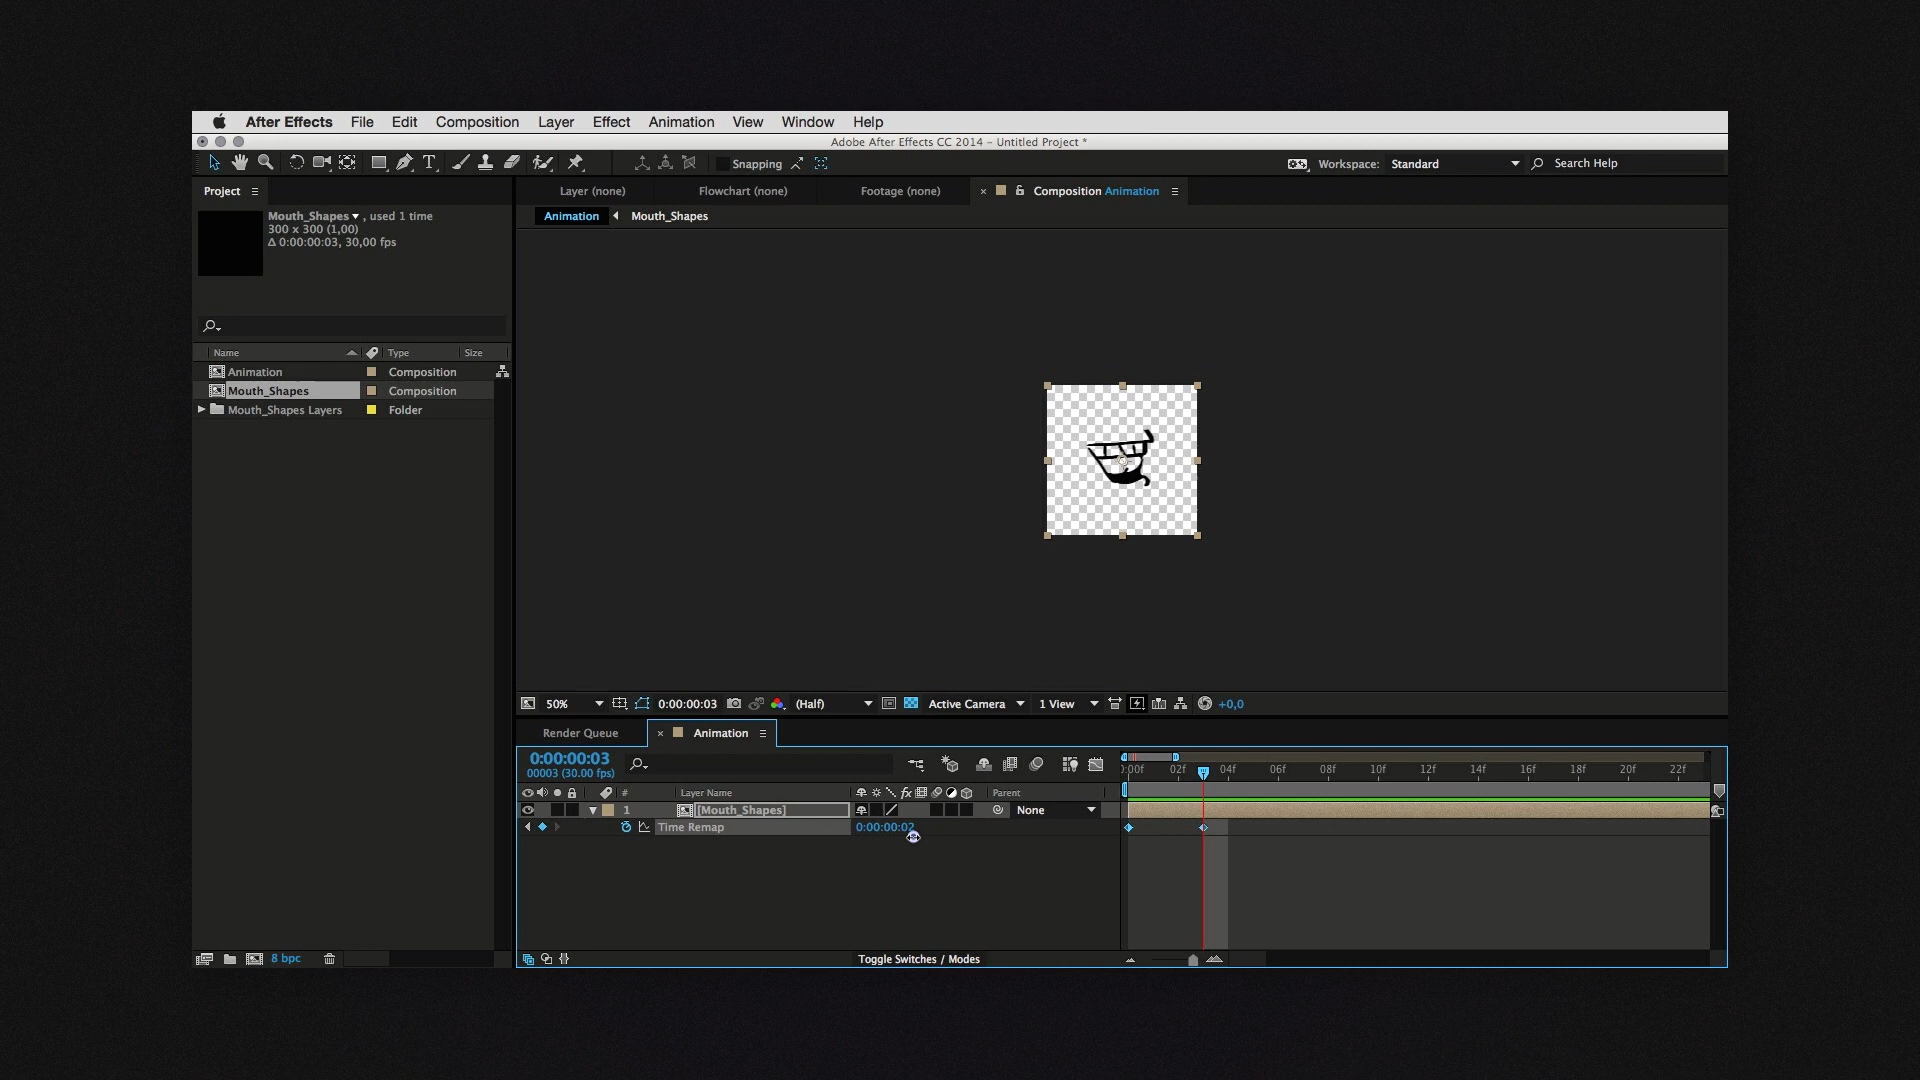 After Effects File Edit Composition Layer Effect Animation View Window Help
Adobe After Effects CC 2014 – Untitled Project *
Snapping Workspace: Standard Search Help
Project Layer (none) Flowchart (none) Footage (none) Composition Animation
Animation Mouth_Shapes
Mouth_Shapes , used 1 time
300 x 300 (1,00)
Δ 0:00:00:03, 30,00 fps
Name Type Size
Animation Composition
Mouth_Shapes Composition
Mouth_Shapes Layers Folder
50% 0:00:00:03 (Half) Active Camera 1 View +0,0
Render Queue Animation
0:00:00:03
00003 (30.00 fps)
0:00f 02f 04f 06f 08f 10f 12f 14f 16f 18f 20f 22f
# Layer Name fx Parent
1 [Mouth_Shapes] None
Time Remap 0:00:00:02
8 bpc Toggle Switches / Modes